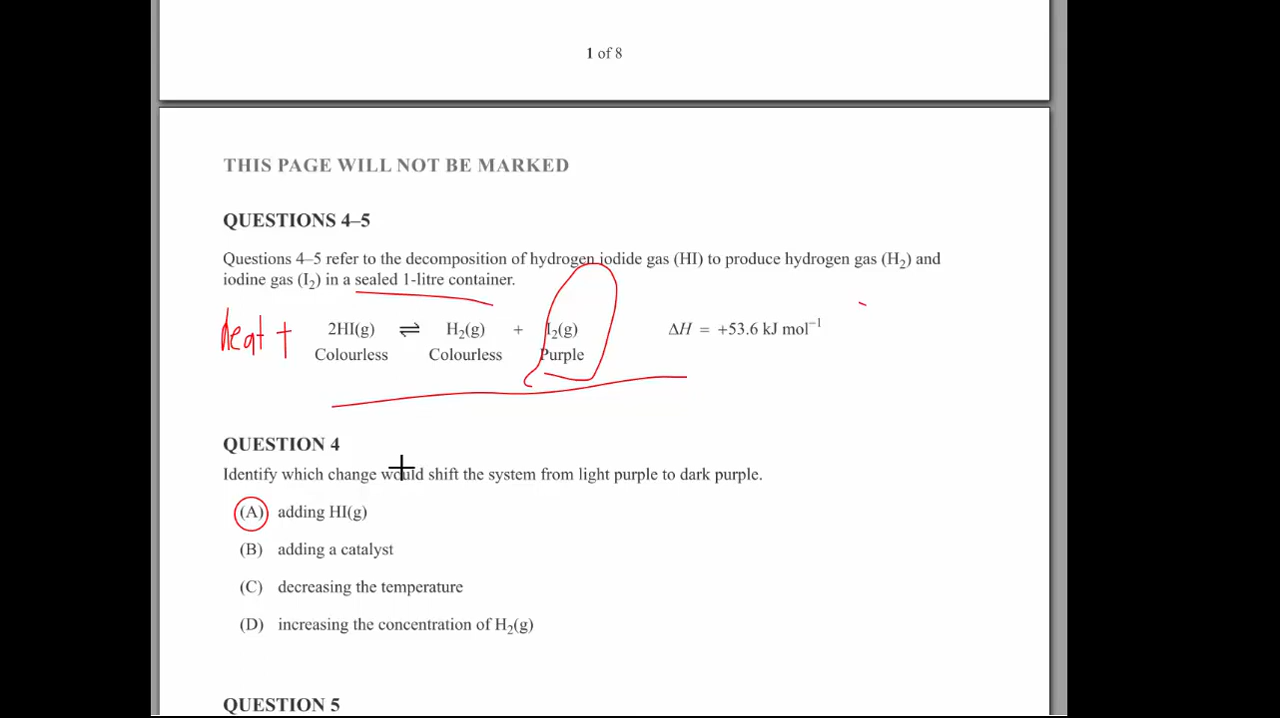 1 of 8
THIS PAGE WILL NOT BE MARKED
QUESTIONS 4–5
Questions 4–5 refer to the decomposition of hydrogen iodide gas (HI) to produce hydrogen gas (H₂) and
iodine gas (I₂) in a sealed 1-litre container.
heat + 2HI(g) ⇌ H₂(g) + I₂(g) ΔH = +53.6 kJ mol⁻¹
Colourless Colourless Purple
QUESTION 4
Identify which change would shift the system from light purple to dark purple.
(A) adding HI(g)
(B) adding a catalyst
(C) decreasing the temperature
(D) increasing the concentration of H₂(g)
QUESTION 5